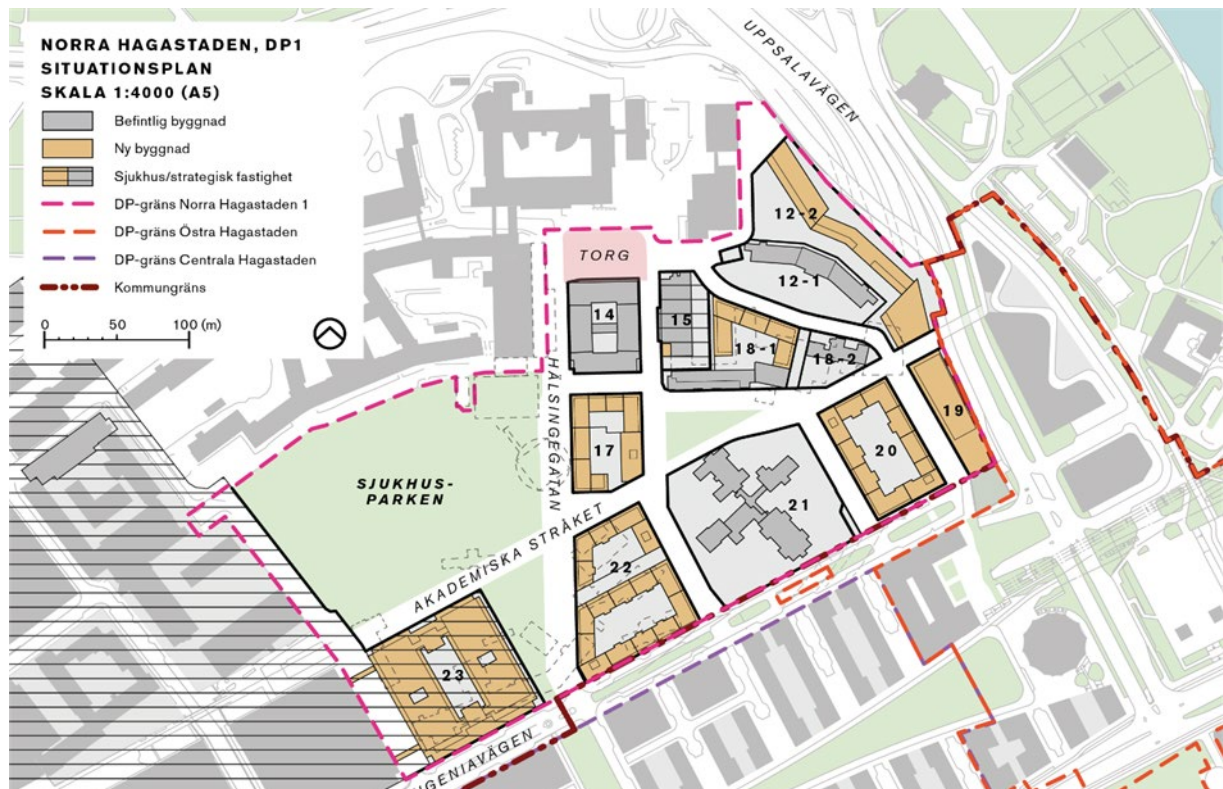 NORRA HAGASTADEN, DP1
SITUATIONSPLAN
SKALA 1:4000 (A5)
Befintlig byggnad
Ny byggnad
Sjukhus/strategisk fastighet
DP-gräns Norra Hagastaden 1
DP-gräns Östra Hagastaden
DP-gräns Centrala Hagastaden
Kommungräns
0 50 100 (m)
UPPSALAVÄGEN
12-2
TORG
12-1
14
15
18-1
18-2
HÄLSINGEGATAN
19
17
20
SJUKHUS-
PARKEN
21
AKADEMISKA STRÅKET
22
23
UGENIAVÄGEN